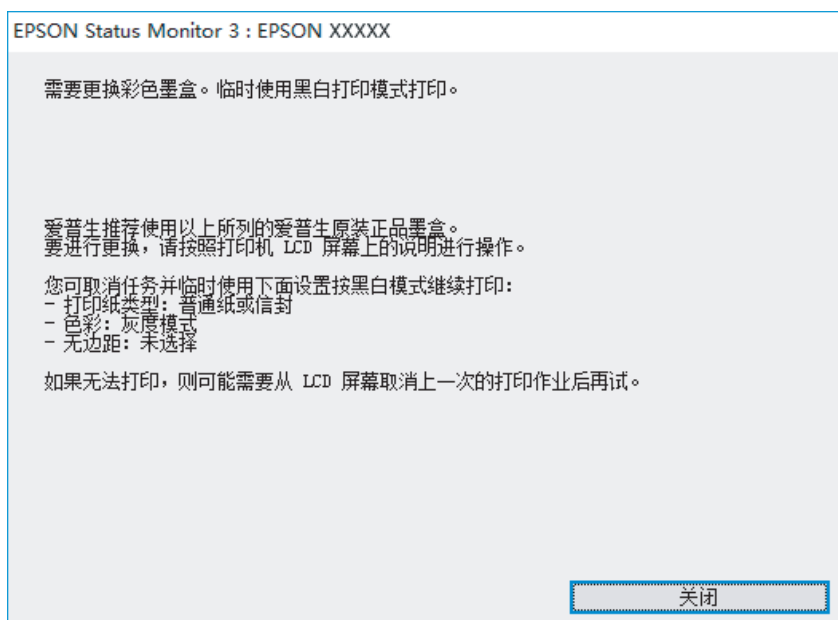 EPSON Status Monitor 3 : EPSON XXXXX
需要更换彩色墨盒。临时使用黑白打印模式打印。
爱普生推荐使用以上所列的爱普生原装正品墨盒。
要进行更换，请按照打印机 LCD 屏幕上的说明进行操作。
您可取消任务并临时使用下面设置按黑白模式继续打印：
- 打印纸类型：普通纸或信封
- 色彩：灰度模式
- 无边距：未选择
如果无法打印，则可能需要从 LCD 屏幕取消上一次的打印作业后再试。
关闭